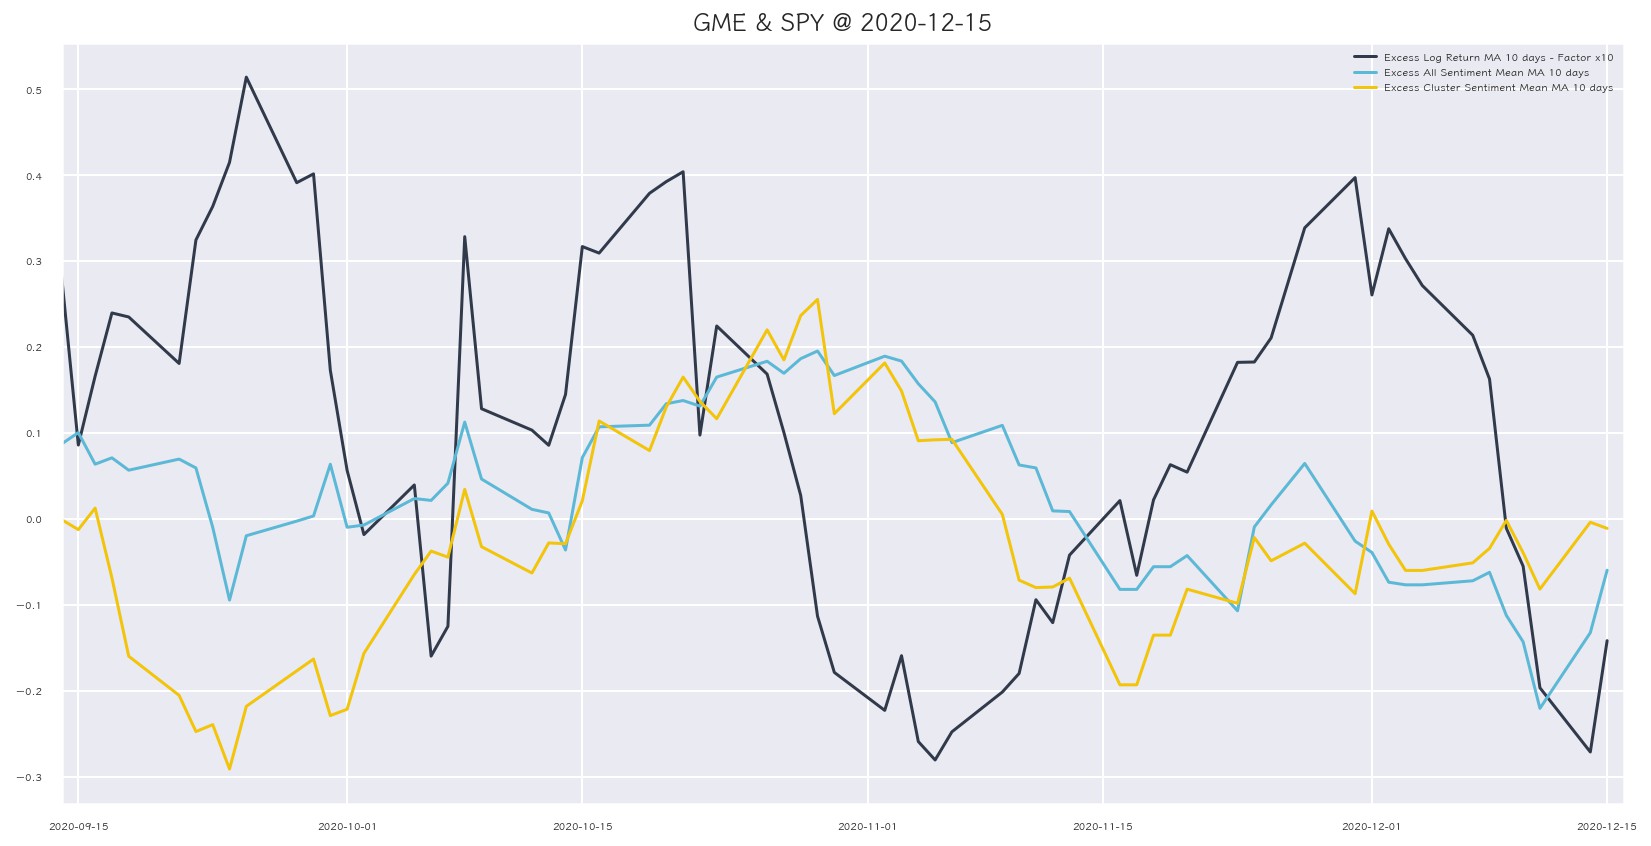 GME & SPY @ 2020-12-15
Excess Log Return MA 10 days - Factor x10
Excess All Sentiment Mean MA 10 days
Excess Cluster Sentiment Mean MA 10 days
0.5
0.4
0.3
0.2
0.1
0.0
−0.1
−0.2
−0.3
2020-09-15 2020-10-01 2020-10-15 2020-11-01 2020-11-15 2020-12-01 2020-12-15